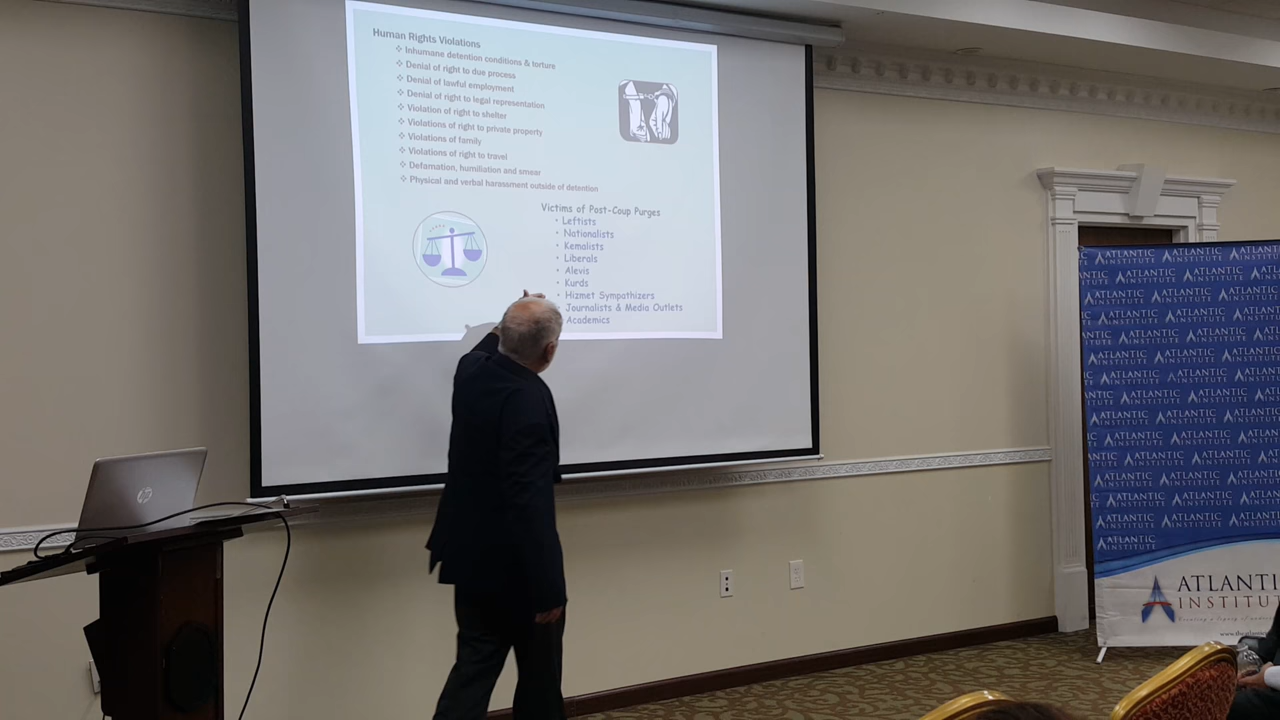 Human Rights Violations
❖ Inhumane detention conditions & torture
❖ Denial of right to due process
❖ Denial of lawful employment
❖ Denial of right to legal representation
❖ Violation of right to shelter
❖ Violations of right to private property
❖ Violations of family
❖ Violations of right to travel
❖ Defamation, humiliation and smear
❖ Physical and verbal harassment outside of detention
Victims of Post-Coup Purges
• Leftists
• Nationalists
• Kemalists
• Liberals
• Alevis
• Kurds
• Hizmet Sympathizers
Journalists & Media Outlets
Academics
hp
ATLANTIC
INSTITUTE